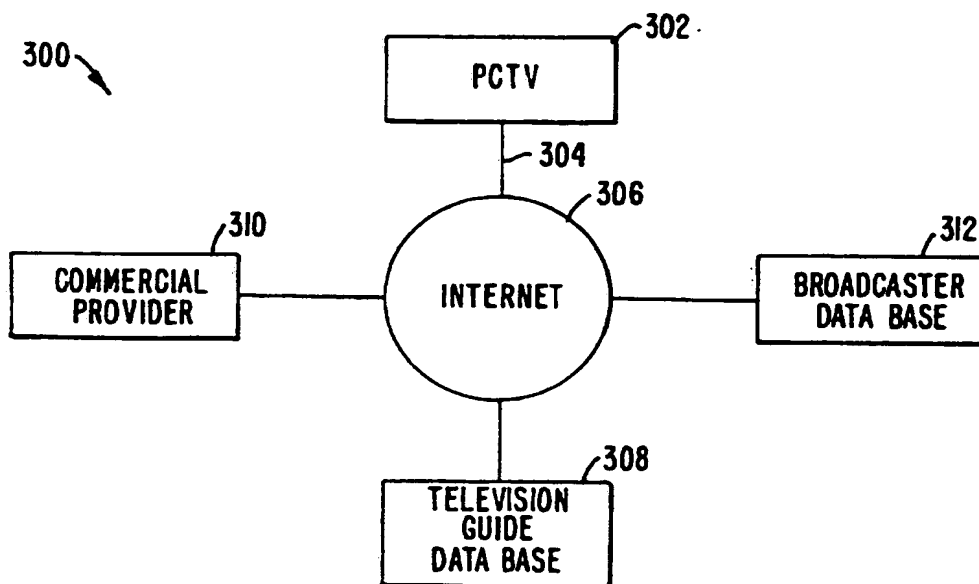 302
300
PCTV
304
306
310
312
COMMERCIAL
PROVIDER
INTERNET
BROADCASTER
DATA BASE
308
TELEVISION
GUIDE
DATA BASE